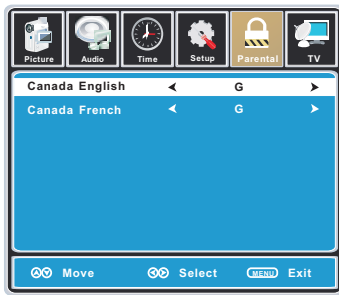 Picture Audio Time Setup Parental TV
Canada English G
Canada French G
Move Select MENU Exit